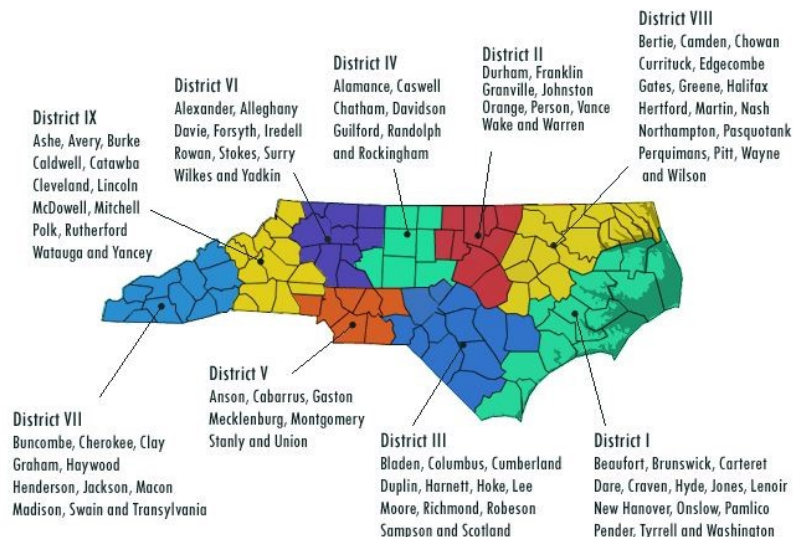 District VIII
Bertie, Camden, Chowan
Currituck, Edgecombe
Gates, Greene, Halifax
Hertford, Martin, Nash
Northampton, Pasquotank
Perquimans, Pitt, Wayne
and Wilson
District II
Durham, Franklin
Granville, Johnston
Orange, Person, Vance
Wake and Warren
District IV
Alamance, Caswell
Chatham, Davidson
Guilford, Randolph
and Rockingham
District VI
Alexander, Alleghany
Davie, Forsyth, Iredell
Rowan, Stokes, Surry
Wilkes and Yadkin
District IX
Ashe, Avery, Burke
Caldwell, Catawba
Cleveland, Lincoln
McDowell, Mitchell
Polk, Rutherford
Watauga and Yancey
District V
Anson, Cabarrus, Gaston
Mecklenburg, Montgomery
Stanly and Union
District VII
Buncombe, Cherokee, Clay
Graham, Haywood
Henderson, Jackson, Macon
Madison, Swain and Transylvania
District III
Bladen, Columbus, Cumberland
Duplin, Harnett, Hoke, Lee
Moore, Richmond, Robeson
Sampson and Scotland
District I
Beaufort, Brunswick, Carteret
Dare, Craven, Hyde, Jones, Lenoir
New Hanover, Onslow, Pamlico
Pender, Tyrrell and Washington